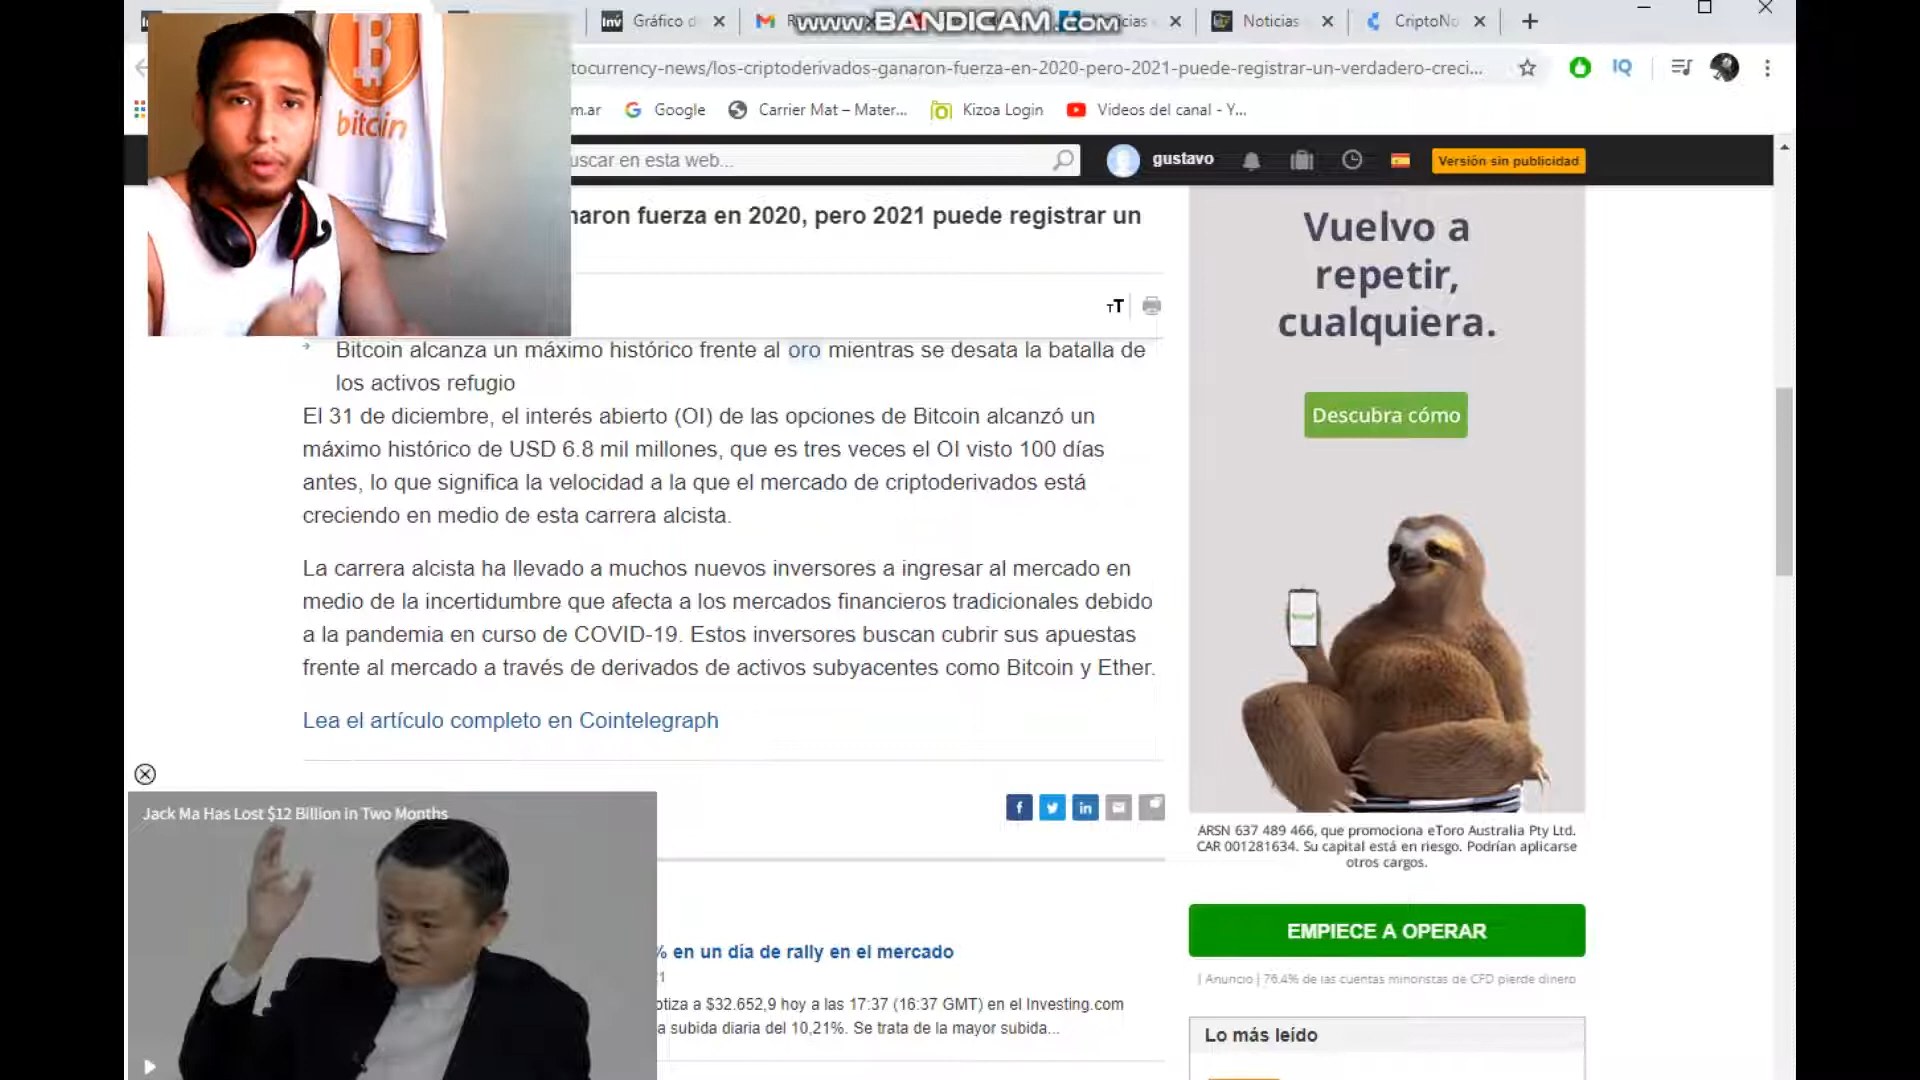 Gráfico d
www.BANDICAM.com
icias
Noticias
CriptoNo
tocurrency-news/los-criptoderivados-ganaron-fuerza-en-2020-pero-2021-puede-registrar-un-verdadero-creci...
IQ
m.ar
Google
Carrier Mat – Mater...
Kizoa Login
Videos del canal - Y...
bitcoin
uscar en esta web...
gustavo
Versión sin publicidad
naron fuerza en 2020, pero 2021 puede registrar un
TT
Bitcoin alcanza un máximo histórico frente al oro mientras se desata la batalla de
los activos refugio
El 31 de diciembre, el interés abierto (OI) de las opciones de Bitcoin alcanzó un
máximo histórico de USD 6.8 mil millones, que es tres veces el OI visto 100 días
antes, lo que significa la velocidad a la que el mercado de criptoderivados está
creciendo en medio de esta carrera alcista.
La carrera alcista ha llevado a muchos nuevos inversores a ingresar al mercado en
medio de la incertidumbre que afecta a los mercados financieros tradicionales debido
a la pandemia en curso de COVID-19. Estos inversores buscan cubrir sus apuestas
frente al mercado a través de derivados de activos subyacentes como Bitcoin y Ether.
Lea el artículo completo en Cointelegraph
Jack Ma Has Lost $12 Billion in Two Months
% en un día de rally en el mercado
otiza a $32.652,9 hoy a las 17:37 (16:37 GMT) en el Investing.com
a subida diaria del 10,21%. Se trata de la mayor subida...
Vuelvo a
repetir,
cualquiera.
Descubra cómo
ARSN 637 489 466, que promociona eToro Australia Pty Ltd.
CAR 001281634. Su capital está en riesgo. Podrían aplicarse
otros cargos.
EMPIECE A OPERAR
| Anuncio | 76.4% de las cuentas minoristas de CFD pierde dinero
Lo más leído